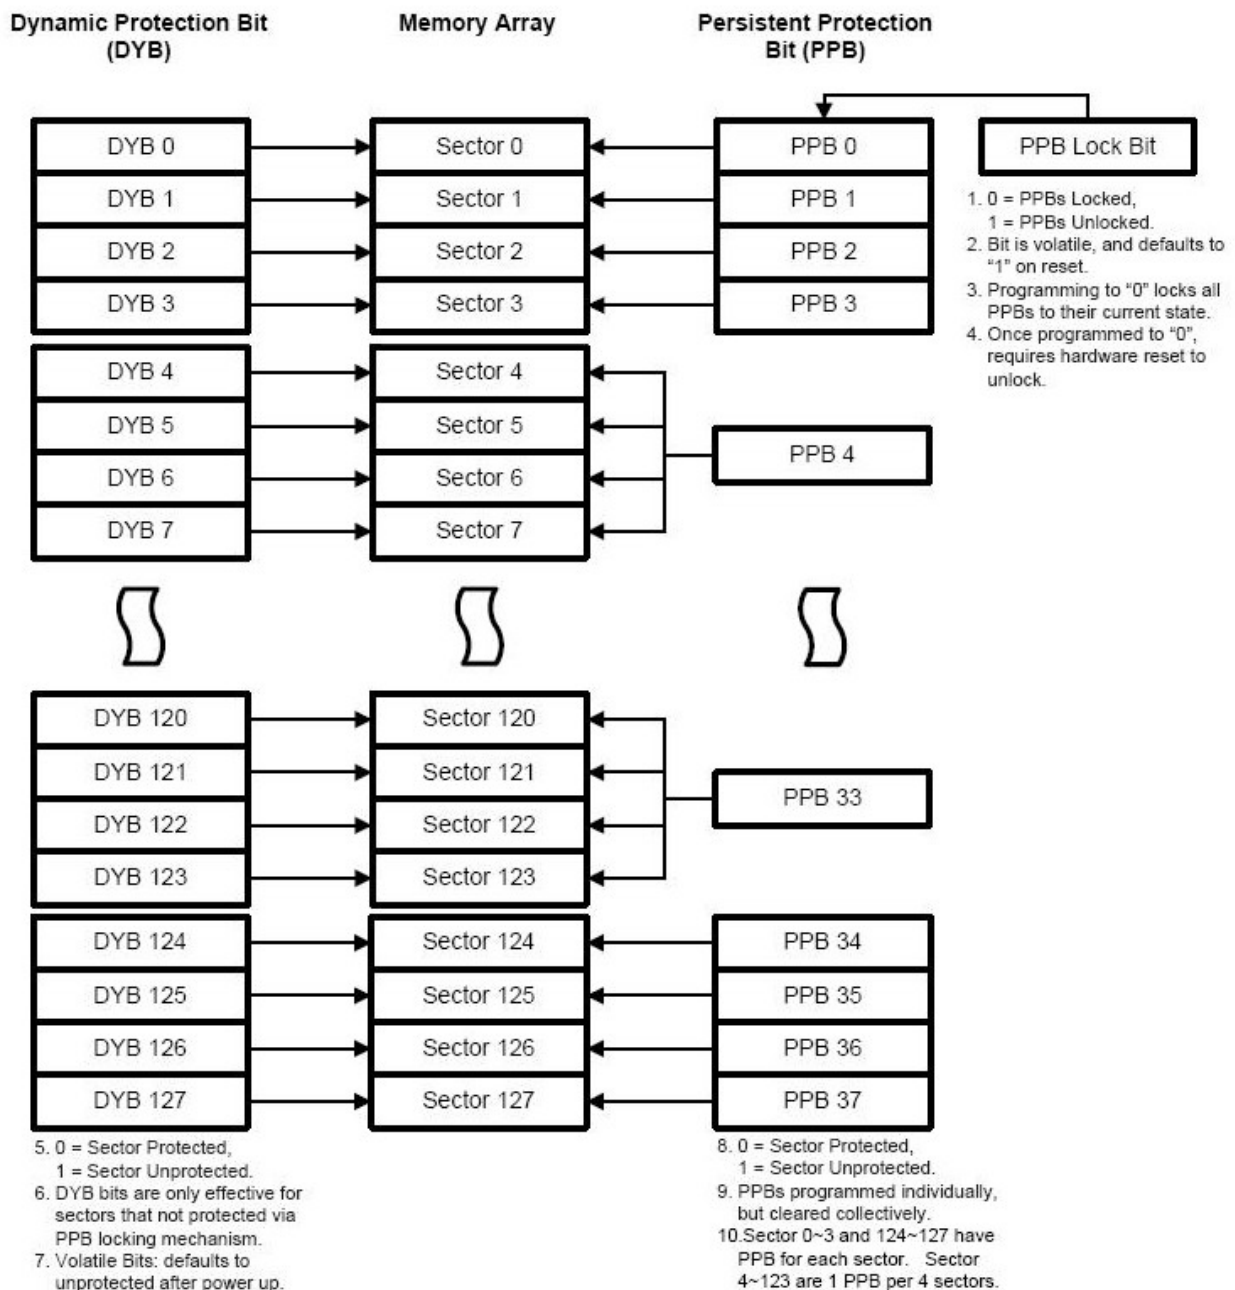 Dynamic Protection Bit
(DYB)
Memory Array
Persistent Protection
Bit (PPB)
DYB 0
Sector 0
PPB 0
PPB Lock Bit
DYB 1
Sector 1
PPB 1
DYB 2
Sector 2
PPB 2
DYB 3
Sector 3
PPB 3
1. 0 = PPBs Locked,
1 = PPBs Unlocked.
2. Bit is volatile, and defaults to
“1” on reset.
3. Programming to “0” locks all
PPBs to their current state.
4. Once programmed to “0”,
requires hardware reset to
unlock.
DYB 4
Sector 4
DYB 5
Sector 5
DYB 6
Sector 6
DYB 7
Sector 7
PPB 4
DYB 120
Sector 120
DYB 121
Sector 121
DYB 122
Sector 122
DYB 123
Sector 123
PPB 33
DYB 124
Sector 124
PPB 34
DYB 125
Sector 125
PPB 35
DYB 126
Sector 126
PPB 36
DYB 127
Sector 127
PPB 37
5. 0 = Sector Protected,
1 = Sector Unprotected.
6. DYB bits are only effective for
sectors that not protected via
PPB locking mechanism.
7. Volatile Bits: defaults to
unprotected after power up.
8. 0 = Sector Protected,
1 = Sector Unprotected.
9. PPBs programmed individually,
but cleared collectively.
10.Sector 0~3 and 124~127 have
PPB for each sector. Sector
4~123 are 1 PPB per 4 sectors.